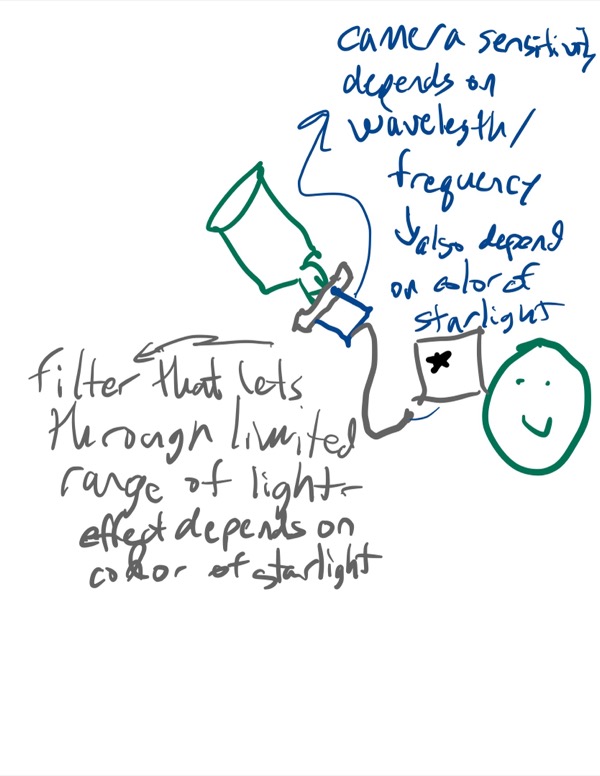 camera sensitivity
depends on
wavelegth/
frequency
also depend
on color of
starlight
filter that lets
through limited
range of light-
effect depends on
color of starlight